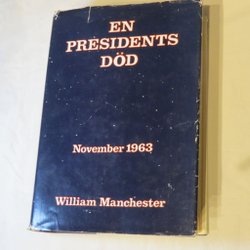 EN
PRESIDENTS
DÖD
November 1963
William Manchester